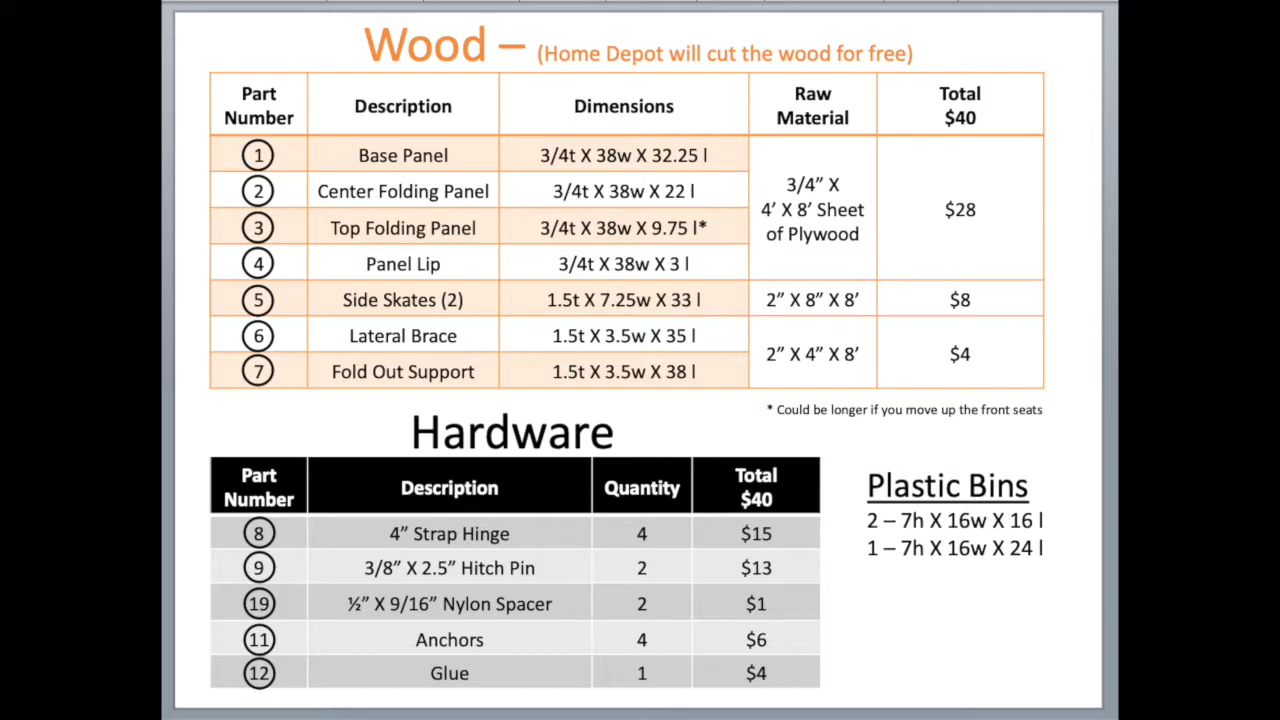 Wood – (Home Depot will cut the wood for free)
Part Number Description Dimensions Raw Material Total $40
1 Base Panel 3/4t X 38w X 32.25 l 3/4” X 4’ X 8’ Sheet of Plywood $28
2 Center Folding Panel 3/4t X 38w X 22 l
3 Top Folding Panel 3/4t X 38w X 9.75 l*
4 Panel Lip 3/4t X 38w X 3 l
5 Side Skates (2) 1.5t X 7.25w X 33 l 2” X 8” X 8’ $8
6 Lateral Brace 1.5t X 3.5w X 35 l 2” X 4” X 8’ $4
7 Fold Out Support 1.5t X 3.5w X 38 l
* Could be longer if you move up the front seats
Hardware
Part Number Description Quantity Total $40
8 4” Strap Hinge 4 $15
9 3/8” X 2.5” Hitch Pin 2 $13
19 ½” X 9/16” Nylon Spacer 2 $1
11 Anchors 4 $6
12 Glue 1 $4
Plastic Bins
2 – 7h X 16w X 16 l
1 – 7h X 16w X 24 l